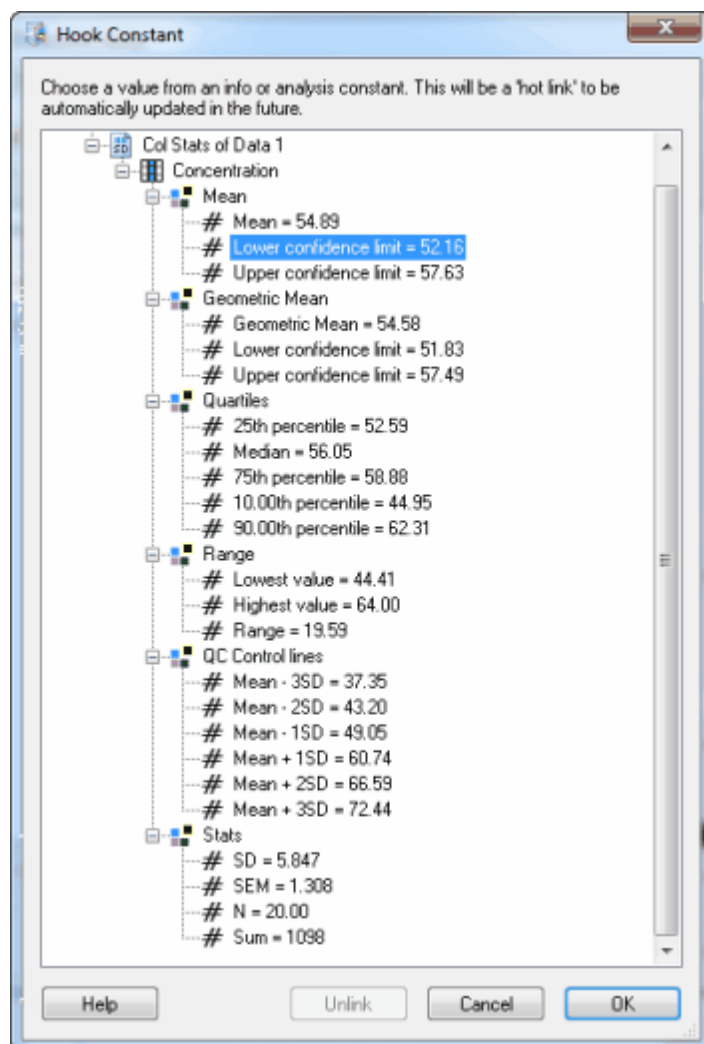 Hook Constant
Choose a value from an info or analysis constant. This will be a 'hot link' to be
automatically updated in the future.
Col Stats of Data 1
Concentration
Mean
# Mean = 54.89
# Lower confidence limit = 52.16
# Upper confidence limit = 57.63
Geometric Mean
# Geometric Mean = 54.58
# Lower confidence limit = 51.83
# Upper confidence limit = 57.49
Quartiles
# 25th percentile = 52.59
# Median = 56.05
# 75th percentile = 58.88
# 10.00th percentile = 44.95
# 90.00th percentile = 62.31
Range
# Lowest value = 44.41
# Highest value = 64.00
# Range = 19.59
QC Control lines
# Mean - 3SD = 37.35
# Mean - 2SD = 43.20
# Mean - 1SD = 49.05
# Mean + 1SD = 60.74
# Mean + 2SD = 66.59
# Mean + 3SD = 72.44
Stats
# SD = 5.847
# SEM = 1.308
# N = 20.00
# Sum = 1098
Help Unlink Cancel OK